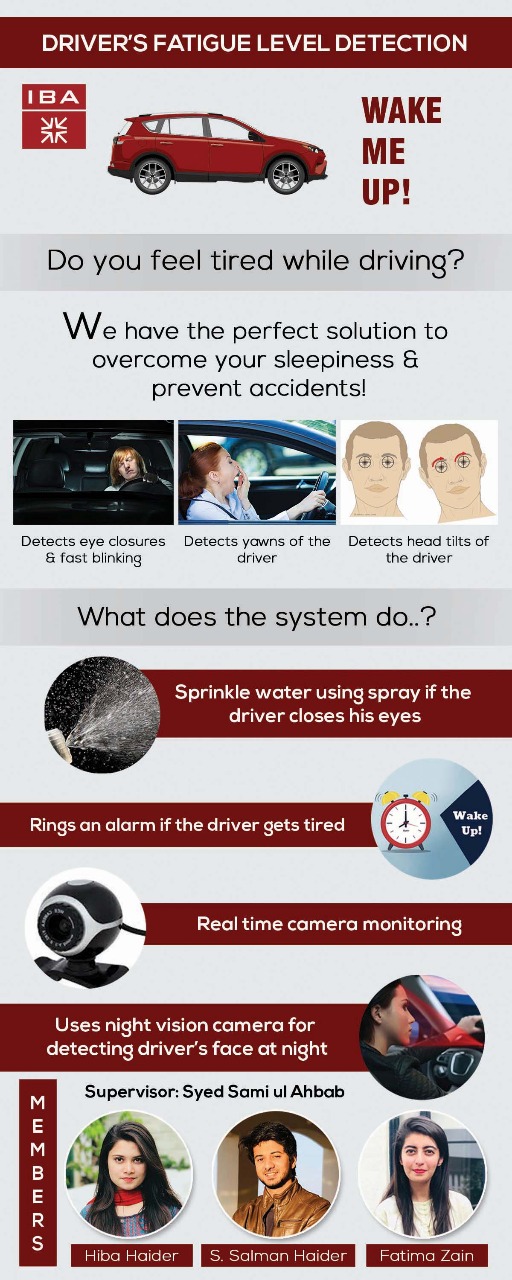 DRIVER'S FATIGUE LEVEL DETECTION
IBA
WAKE
ME
UP!
Do you feel tired while driving?
We have the perfect solution to
overcome your sleepiness &
prevent accidents!
Detects eye closures
& fast blinking
Detects yawns of the
driver
Detects head tilts of
the driver
What does the system do..?
Sprinkle water using spray if the
driver closes his eyes
Rings an alarm if the driver gets tired
Wake
Up!
Real time camera monitoring
Uses night vision camera for
detecting driver's face at night
MEMBERS
Supervisor: Syed Sami ul Ahbab
Hiba Haider
S. Salman Haider
Fatima Zain